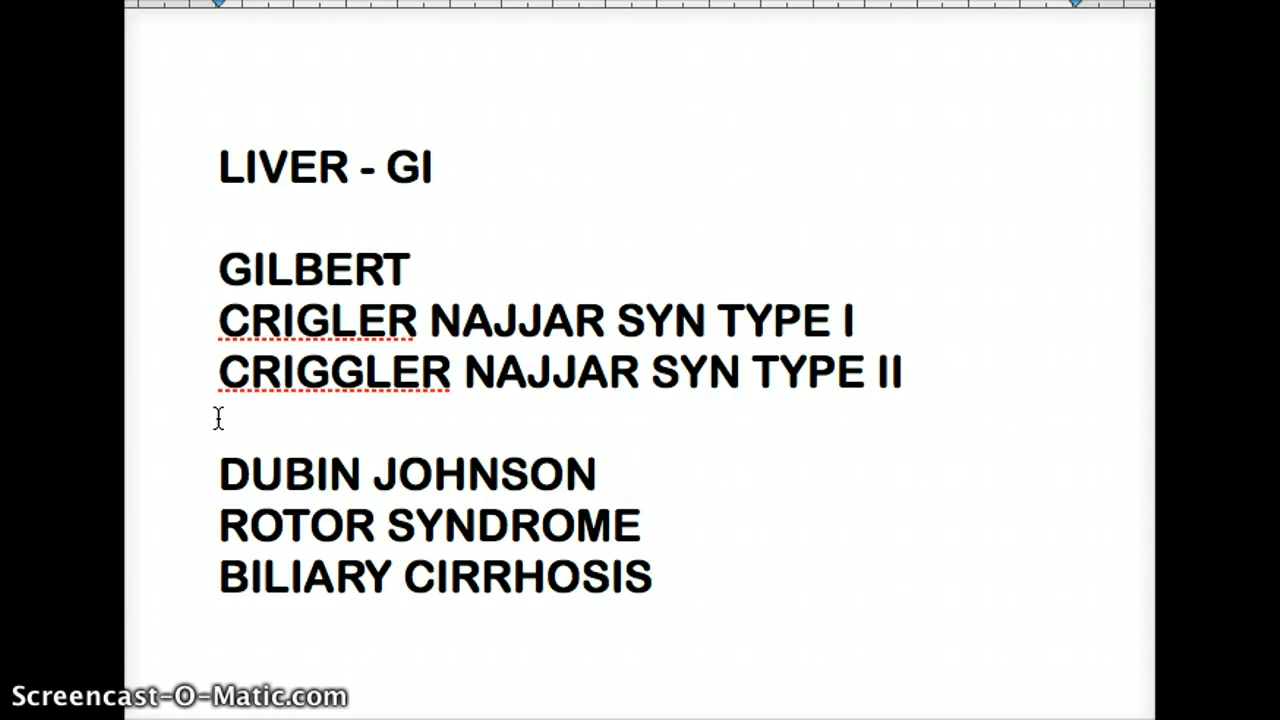 LIVER - GI
GILBERT
CRIGLER NAJJAR SYN TYPE I
CRIGGLER NAJJAR SYN TYPE II
DUBIN JOHNSON
ROTOR SYNDROME
BILIARY CIRRHOSIS
Screencast-O-Matic.com